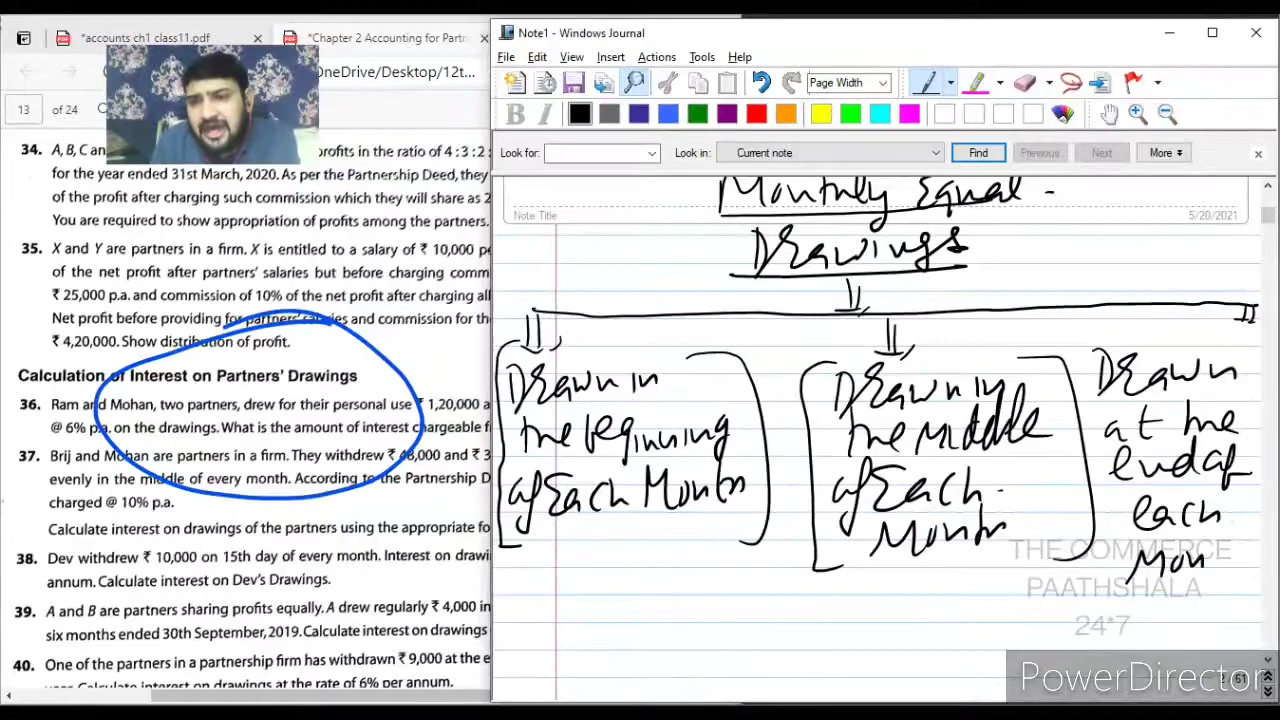 *accounts ch1 class11.pdf
*Chapter 2 Accounting for Partn
OneDrive/Desktop/12t...
13 of 24
34. A, B, C an
profits in the ratio of 4 : 3 : 2 :
for the year ended 31st March, 2020. As per the Partnership Deed, they
of the profit after charging such commission which they will share as 2
You are required to show appropriation of profits among the partners.
35. X and Y are partners in a firm. X is entitled to a salary of ₹ 10,000 pe
of the net profit after partners' salaries but before charging comm
₹ 25,000 p.a. and commission of 10% of the net profit after charging all
Net profit before providing for partners' salaries and commission for the
₹ 4,20,000. Show distribution of profit.
Calculation of Interest on Partners' Drawings
36. Ram and Mohan, two partners, drew for their personal use ₹ 1,20,000 a
@ 6% p.a. on the drawings. What is the amount of interest chargeable f
37. Brij and Mohan are partners in a firm. They withdrew ₹ 48,000 and ₹ 3
evenly in the middle of every month. According to the Partnership D
charged @ 10% p.a.
Calculate interest on drawings of the partners using the appropriate fo
38. Dev withdrew ₹ 10,000 on 15th day of every month. Interest on drawi
annum. Calculate interest on Dev's Drawings.
39. A and B are partners sharing profits equally. A drew regularly ₹ 4,000 in
six months ended 30th September, 2019. Calculate interest on drawings
40. One of the partners in a partnership firm has withdrawn ₹ 9,000 at the e
year. Calculate interest on drawings at the rate of 6% per annum.
Note1 - Windows Journal
File Edit View Insert Actions Tools Help
Page Width
B I
Look for:
Look in: Current note
Find Previous Next More
Monthly Equal -
Note Title
5/20/2021
Drawings
Drawn in
the beginning
of Each Month
Drawn in
the Middle
of Each
Month
Drawn
at the
end of
each
Mon
THE COMMERCE
PAATHSHALA
24*7
PowerDirector